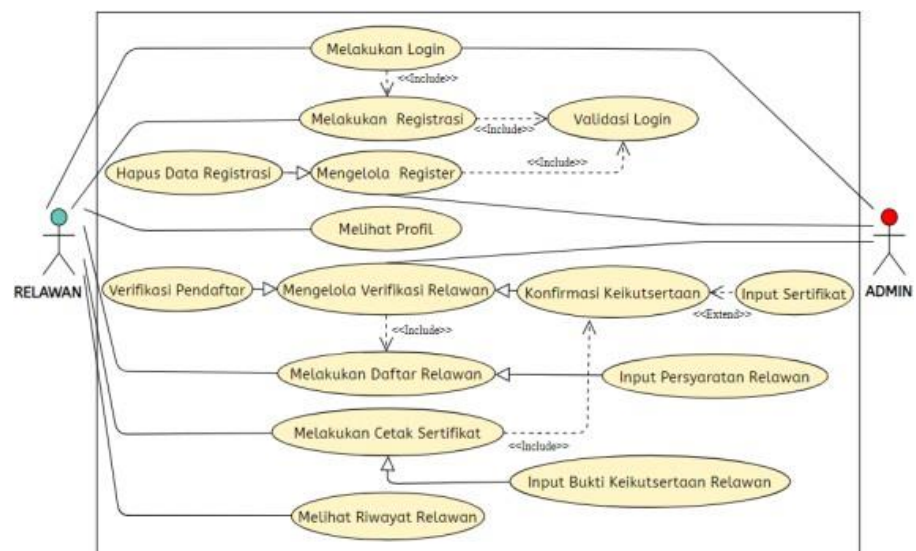 Melakukan Login
<<Include>>
Melakukan Registrasi
<<Include>>
Validasi Login
Hapus Data Registrasi
Mengelola Register
<<Include>>
Melihat Profil
RELAWAN
ADMIN
Verifikasi Pendaftar
Mengelola Verifikasi Relawan
Konfirmasi Keikutsertaan
Input Sertifikat
<<Extend>>
<<Include>>
Melakukan Daftar Relawan
Input Persyaratan Relawan
Melakukan Cetak Sertifikat
<<Include>>
Input Bukti Keikutsertaan Relawan
Melihat Riwayat Relawan